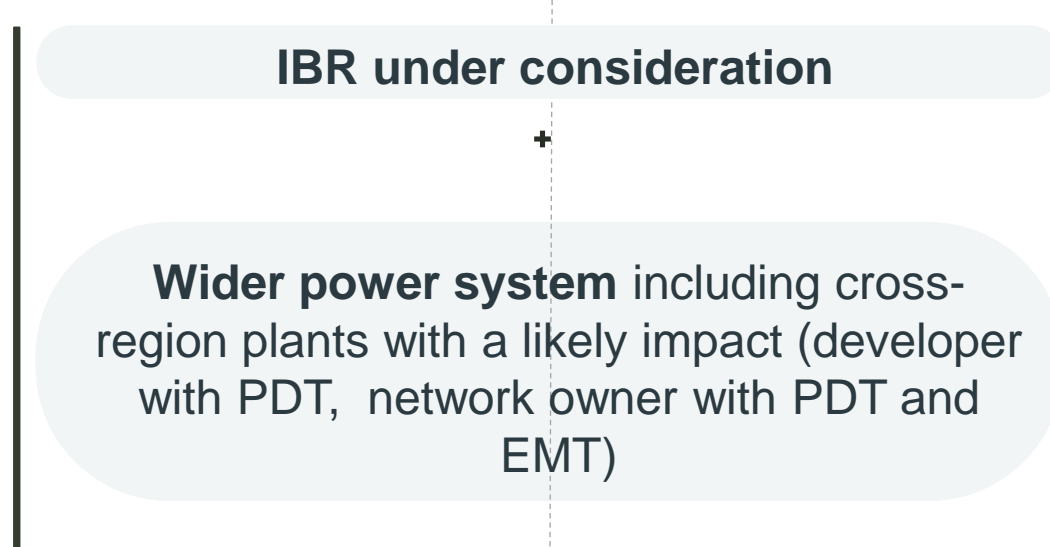 IBR under consideration
+
Wider power system including cross-
region plants with a likely impact (developer
with PDT,  network owner with PDT and
EMT)